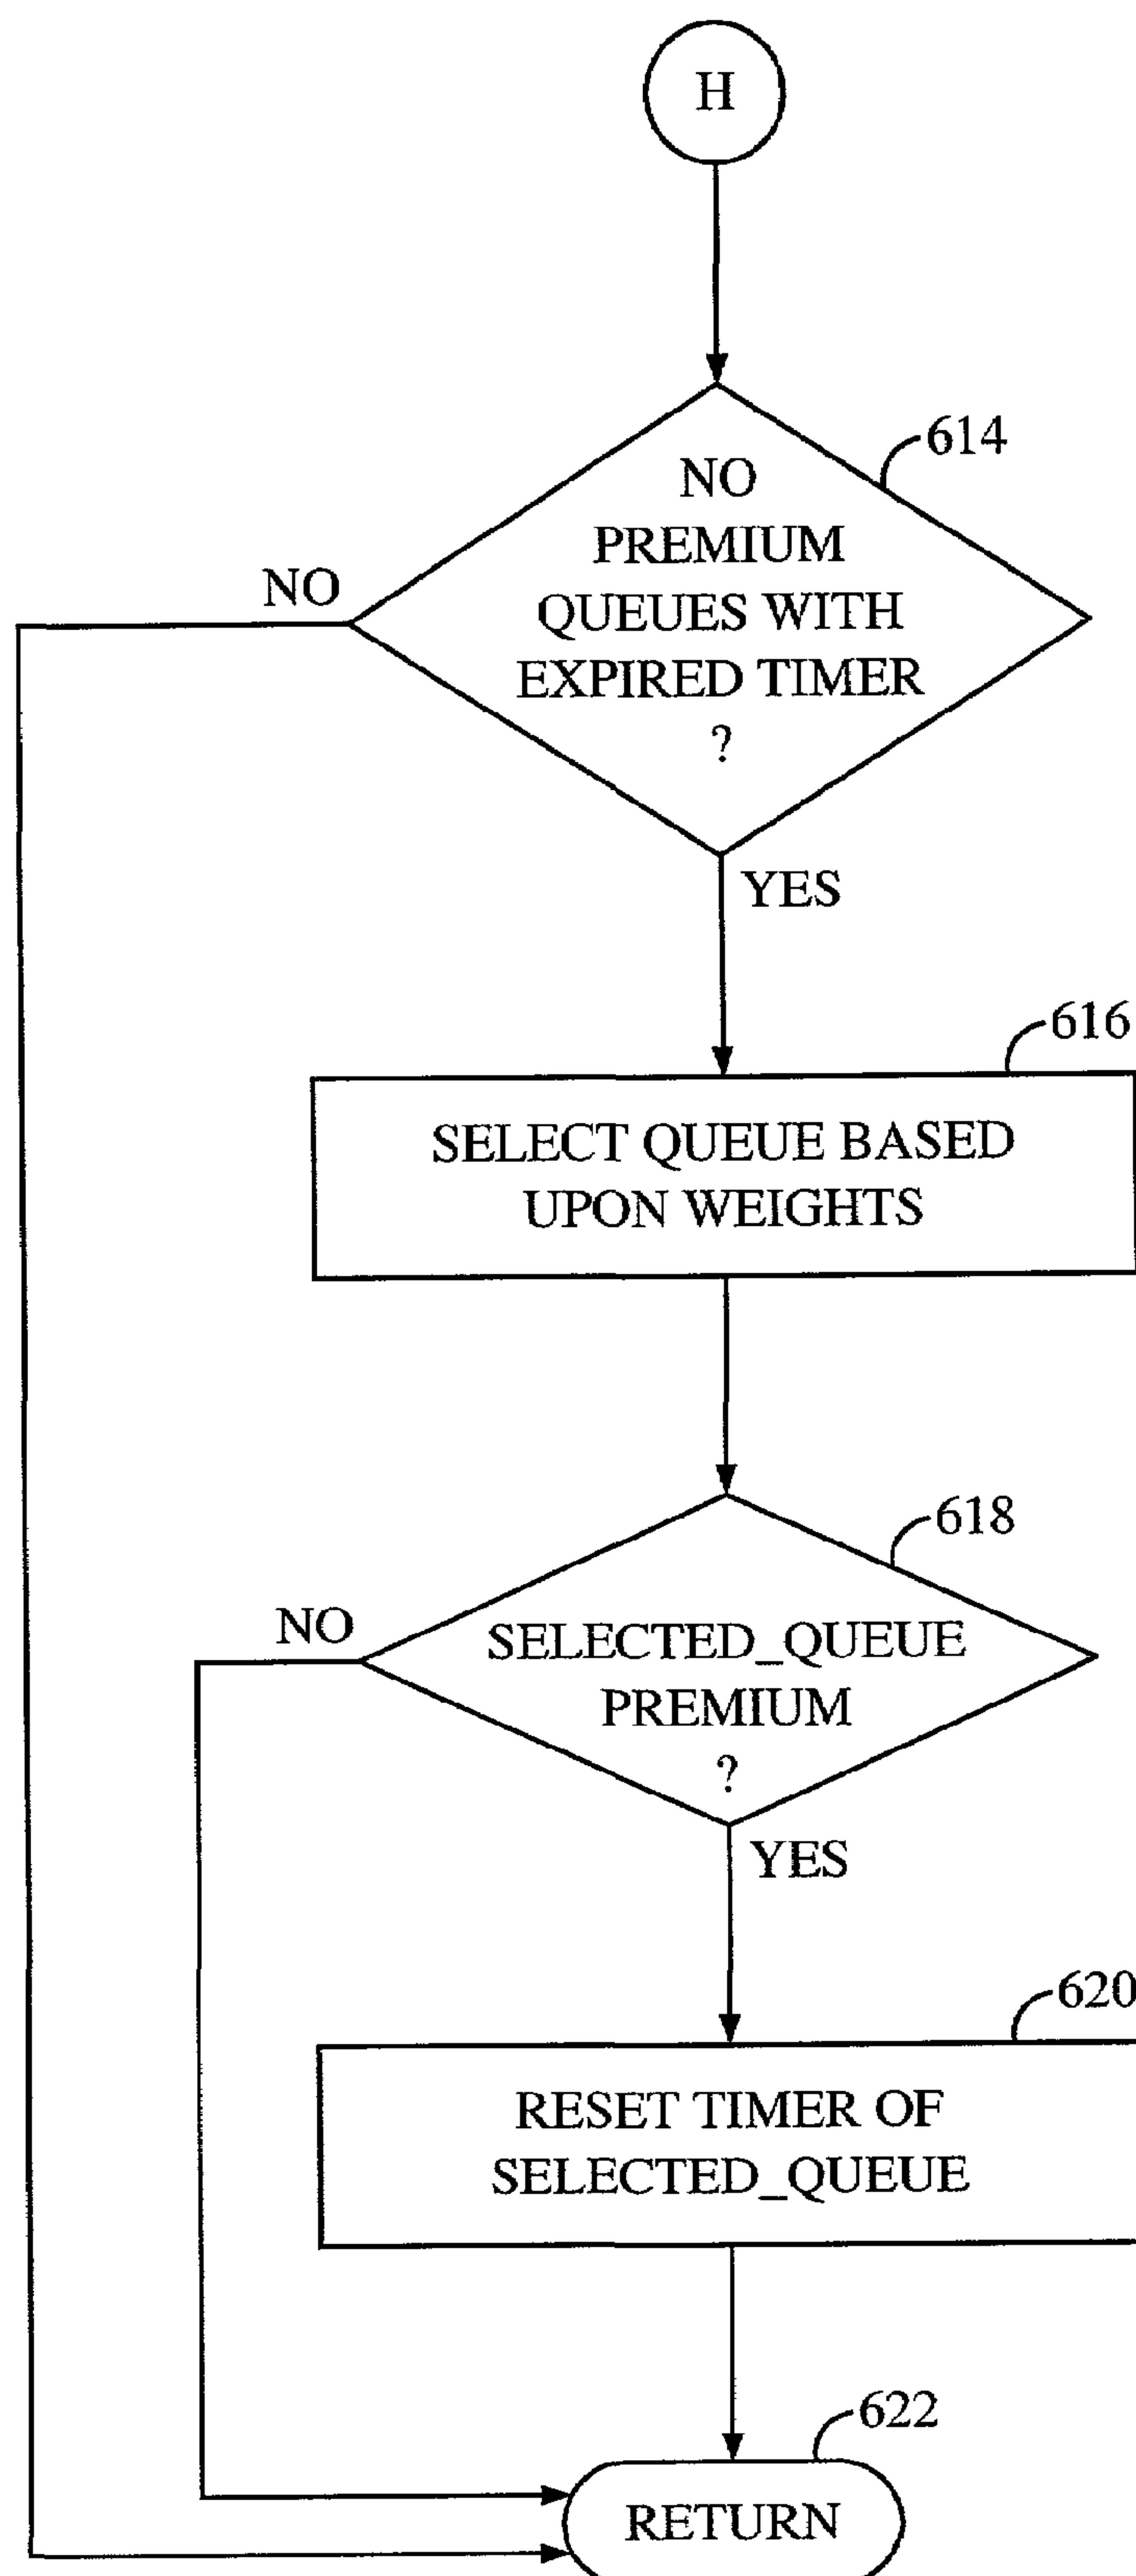 H
614
NO
PREMIUM
QUEUES WITH
EXPIRED TIMER
?
NO
YES
616
SELECT QUEUE BASED
UPON WEIGHTS
618
NO
SELECTED_QUEUE
PREMIUM
?
YES
620
RESET TIMER OF
SELECTED_QUEUE
622
RETURN